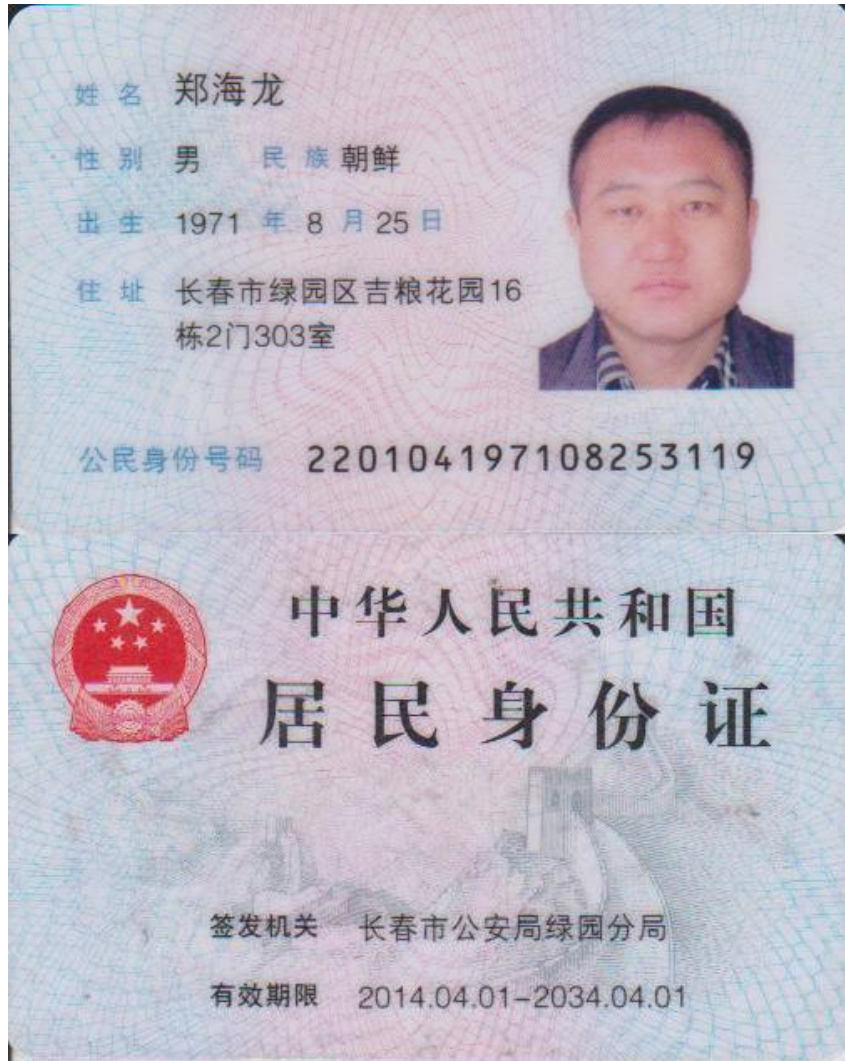 姓名 郑海龙
性别 男 民族 朝鲜
出生 1971 年 8 月 25 日
住址 长春市绿园区吉粮花园16
栋2门303室
公民身份号码 220104197108253119
中华人民共和国
居民身份证
签发机关 长春市公安局绿园分局
有效期限 2014.04.01-2034.04.01